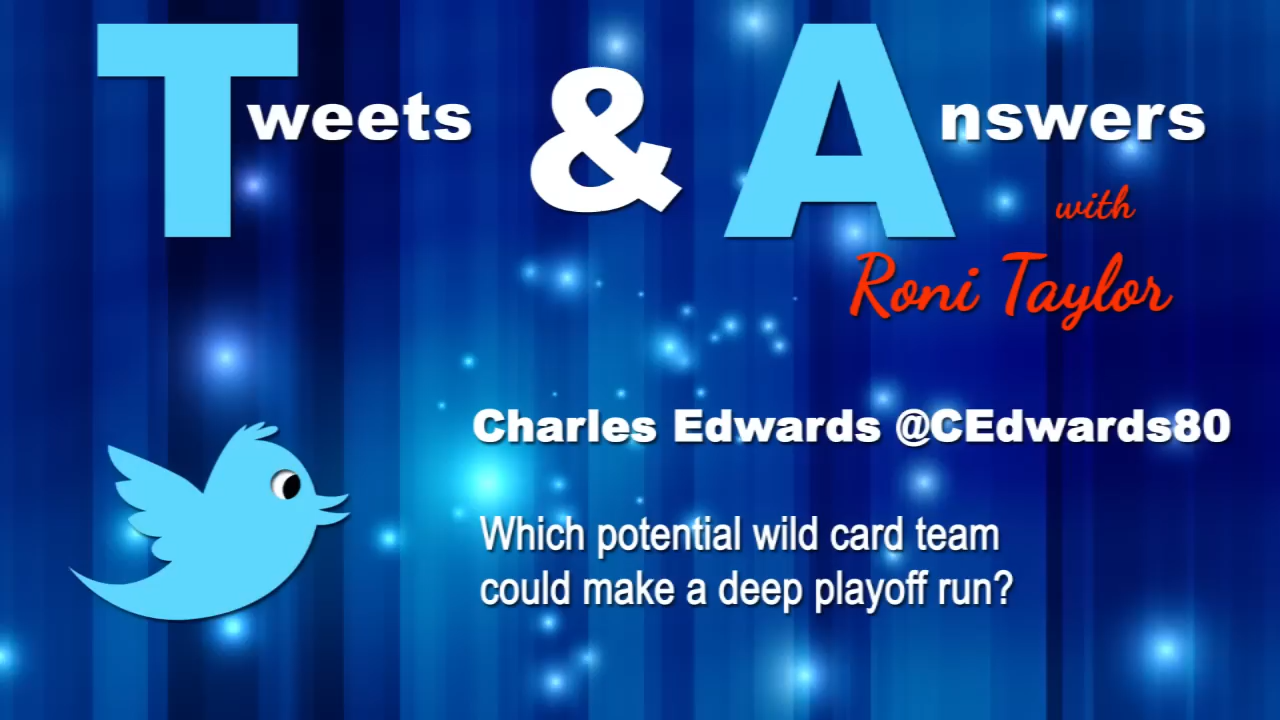 Tweets & Answers
with
Roni Taylor
Charles Edwards @CEdwards80
Which potential wild card team
could make a deep playoff run?